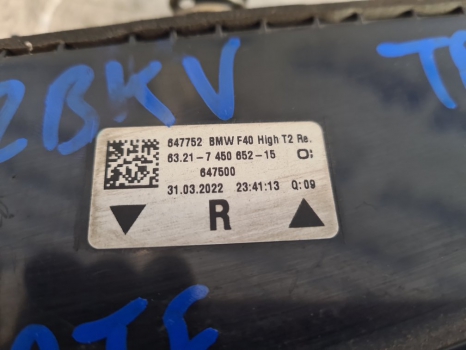 2BKV
647752 BMW F40 High T2 Re.
63.21-7 450 652-15 O;
647500
31.03.2022 23:41:13 Q:09
R